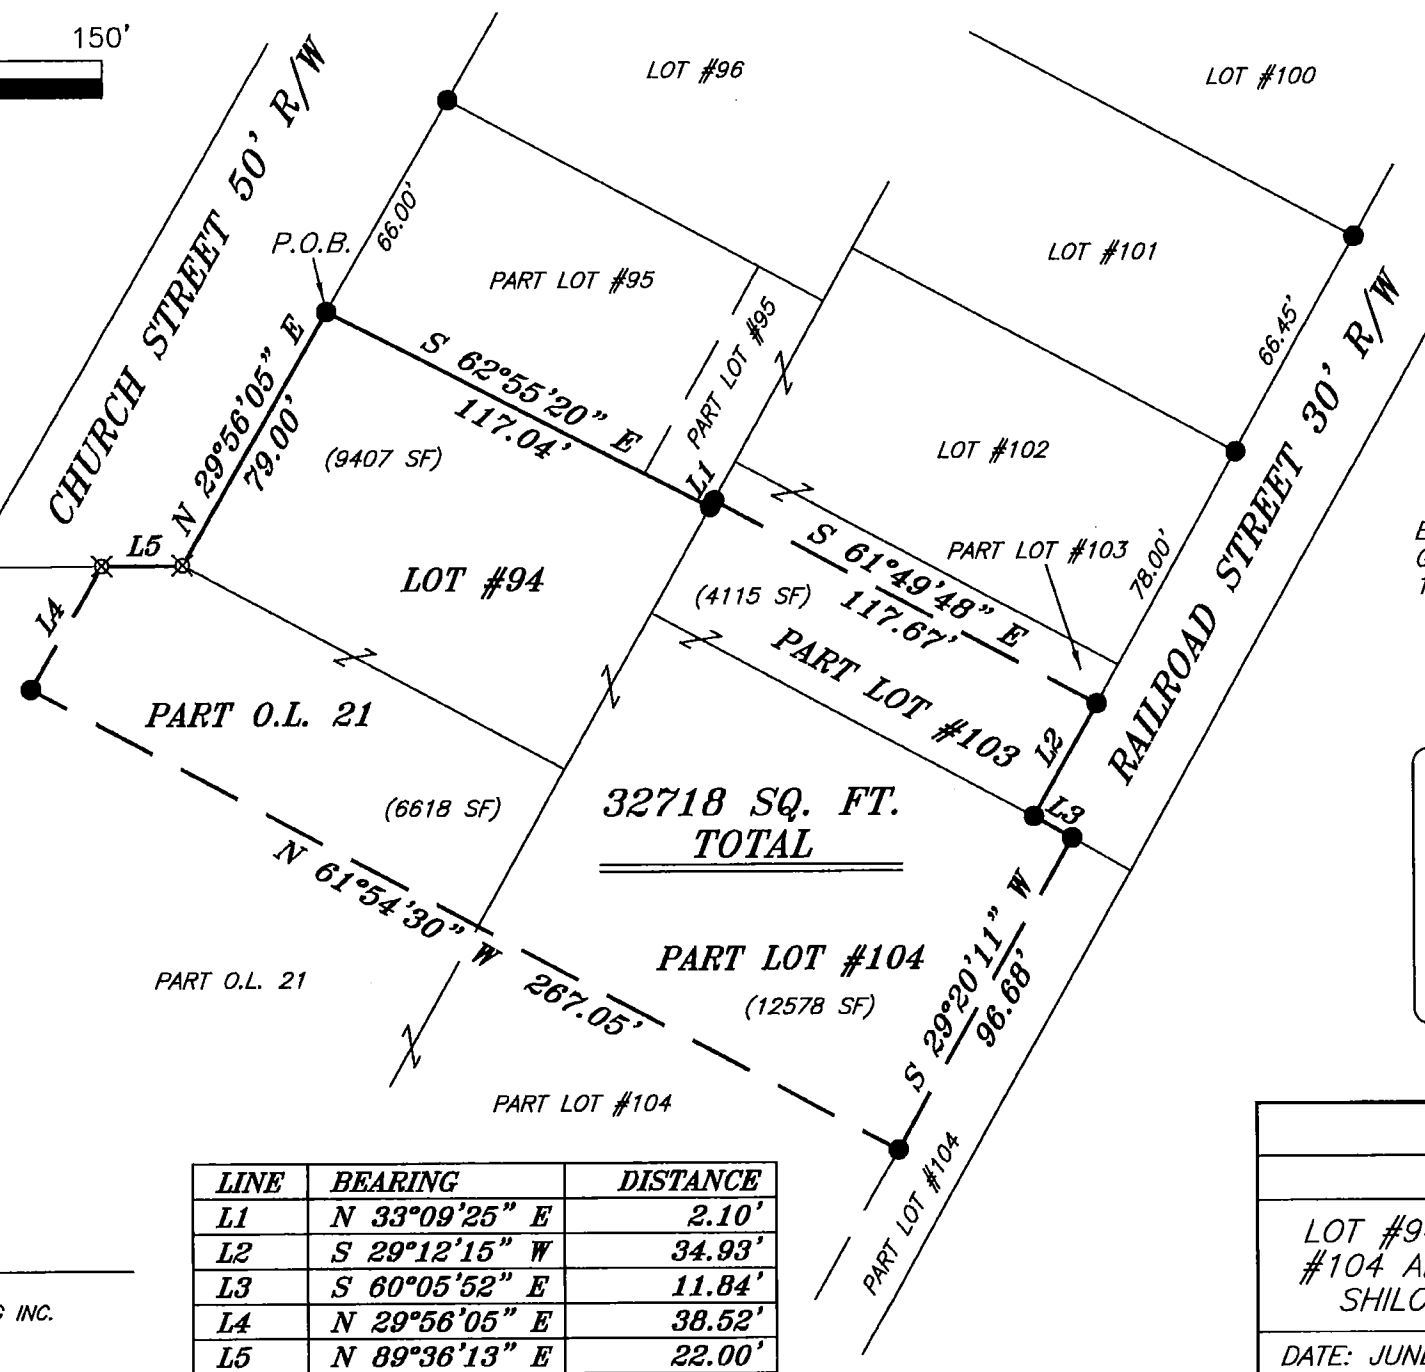 150'
LOT #96
LOT #100
CHURCH STREET 50' R/W
66.00'
P.O.B.
PART LOT #95
PART LOT #95
LOT #101
66.45'
RAILROAD STREET 30' R/W
N 29°56'05" E
79.00'
S 62°55'20" E
117.04'
(9407 SF)
L1
LOT #102
PART LOT #103
78.00'
L5
L4
LOT #94
S 61°49'48" E
117.67'
(4115 SF)
PART LOT #103
L2
L3
PART O.L. 21
(6618 SF)
32718 SQ. FT.
TOTAL
N 61°54'30" W
267.05'
PART LOT #104
(12578 SF)
S 29°20'11" W
96.68'
PART O.L. 21
PART LOT #104
PART LOT #104
LINE BEARING DISTANCE
L1 N 33°09'25" E 2.10'
L2 S 29°12'15" W 34.93'
L3 S 60°05'52" E 11.84'
L4 N 29°56'05" E 38.52'
L5 N 89°36'13" E 22.00'
INC.
LOT #9
#104 A
SHILO
DATE: JUN